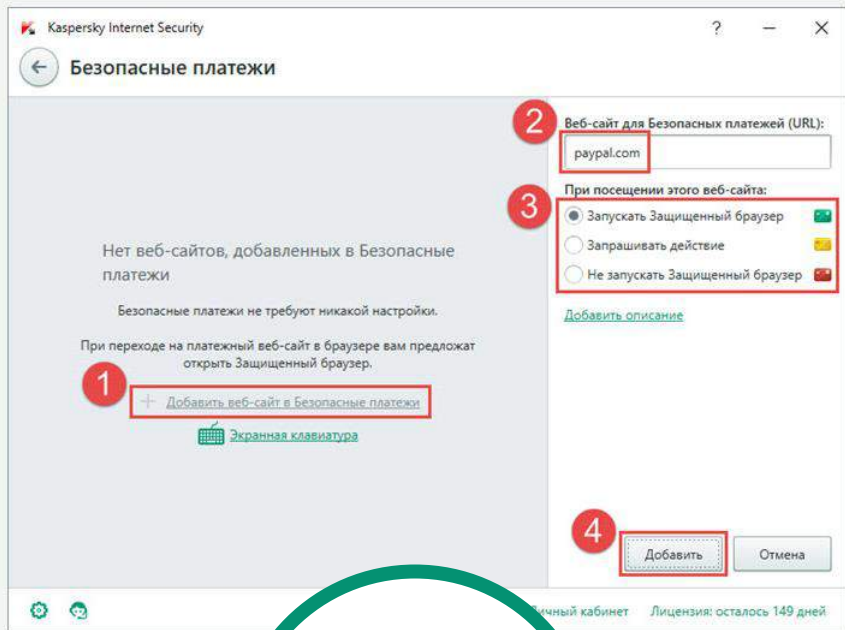 Kaspersky Internet Security
?
Безопасные платежи
2
Веб-сайт для Безопасных платежей (URL):
paypal.com
При посещении этого веб-сайта:
3
Запускать Защищенный браузер
Запрашивать действие
Не запускать Защищенный браузер
Добавить описание
Нет веб-сайтов, добавленных в Безопасные
платежи
Безопасные платежи не требуют никакой настройки.
При переходе на платежный веб-сайт в браузере вам предложат
открыть Защищенный браузер.
1
+ Добавить веб-сайт в Безопасные платежи
Экранная клавиатура
4
Добавить
Отмена
кабинет
Лицензия: осталось 149 дней